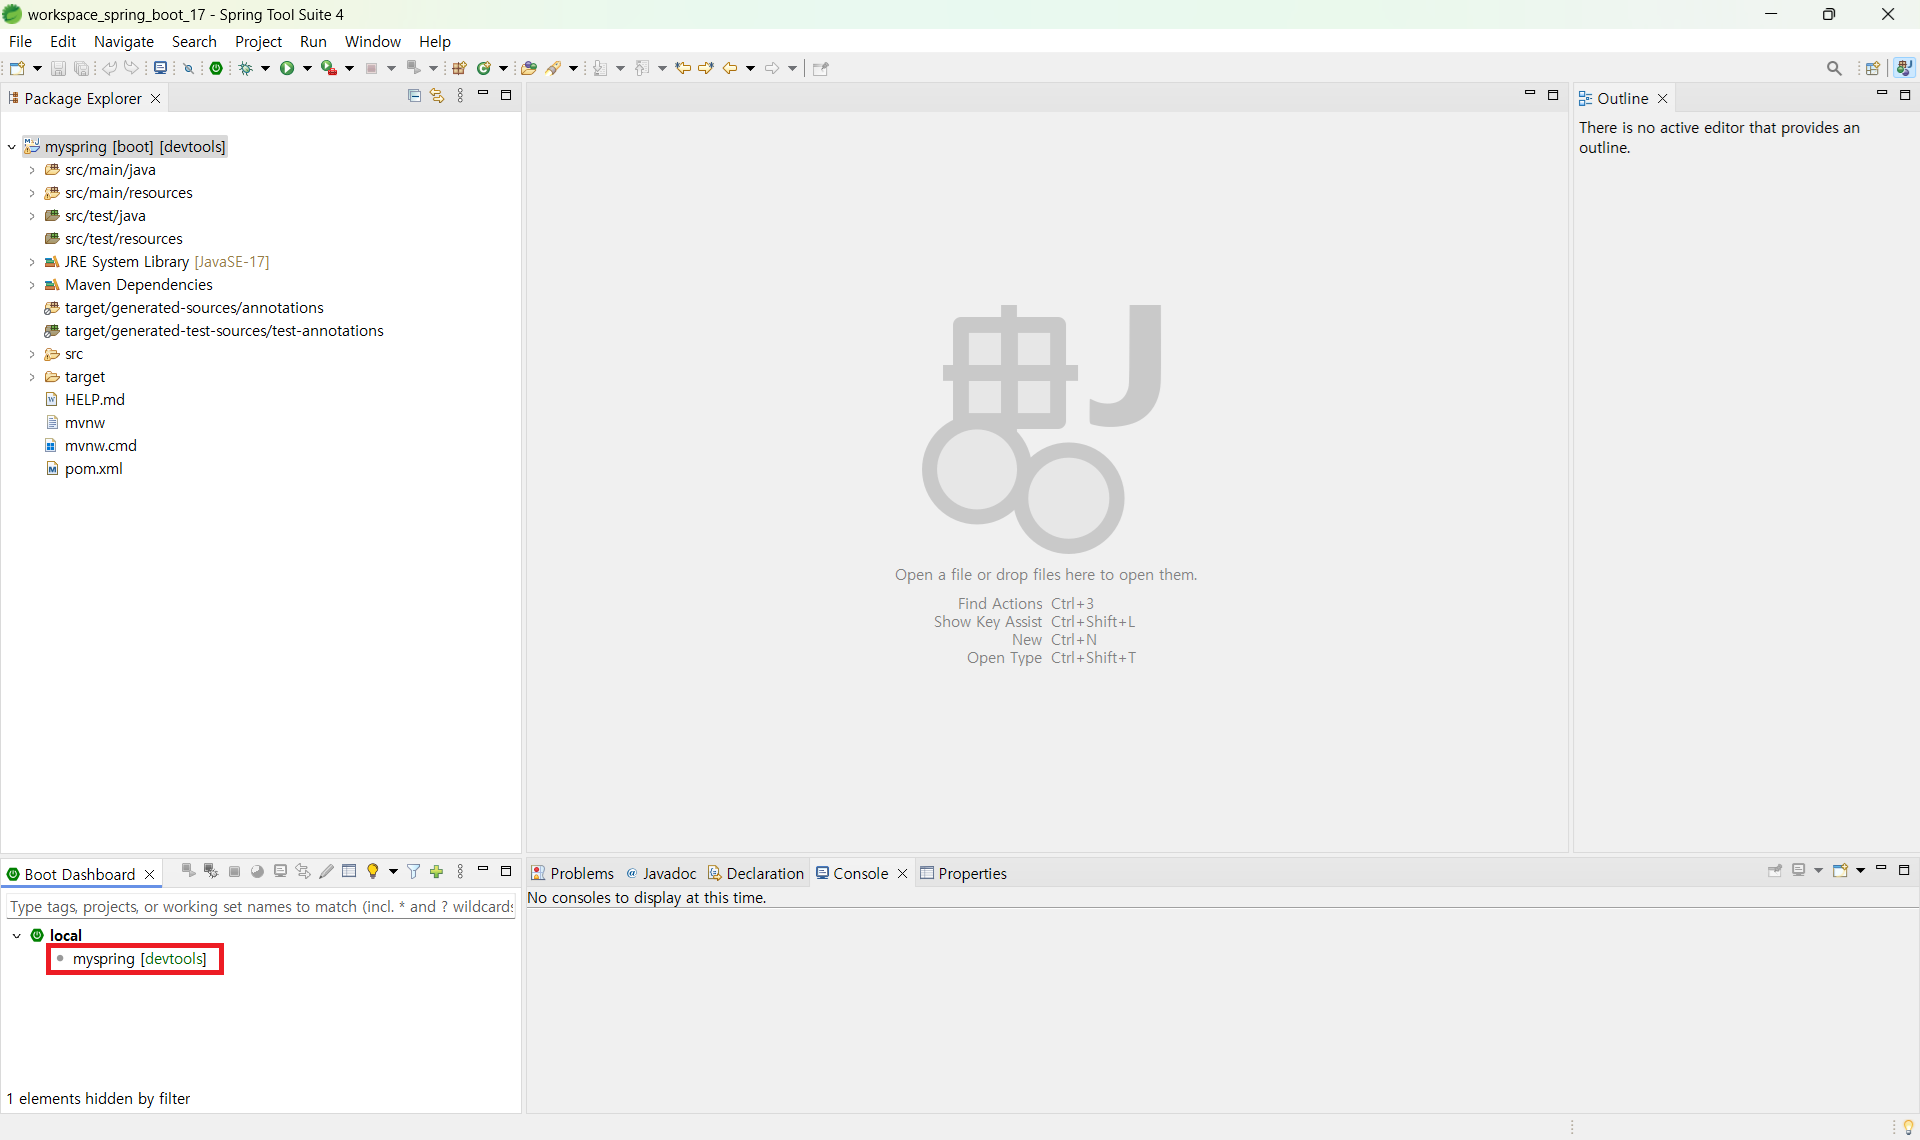 workspace_spring_boot_17 - Spring Tool Suite 4
File Edit Navigate Search Project Run Window Help
Package Explorer
myspring [boot] [devtools]
src/main/java
src/main/resources
src/test/java
src/test/resources
JRE System Library [JavaSE-17]
Maven Dependencies
target/generated-sources/annotations
target/generated-test-sources/test-annotations
src
target
HELP.md
mvnw
mvnw.cmd
pom.xml
Open a file or drop files here to open them.
Find Actions Ctrl+3
Show Key Assist Ctrl+Shift+L
New Ctrl+N
Open Type Ctrl+Shift+T
Outline
There is no active editor that provides an
outline.
Boot Dashboard
Type tags, projects, or working set names to match (incl. * and ? wildcards
local
myspring [devtools]
1 elements hidden by filter
Problems Javadoc Declaration Console Properties
No consoles to display at this time.